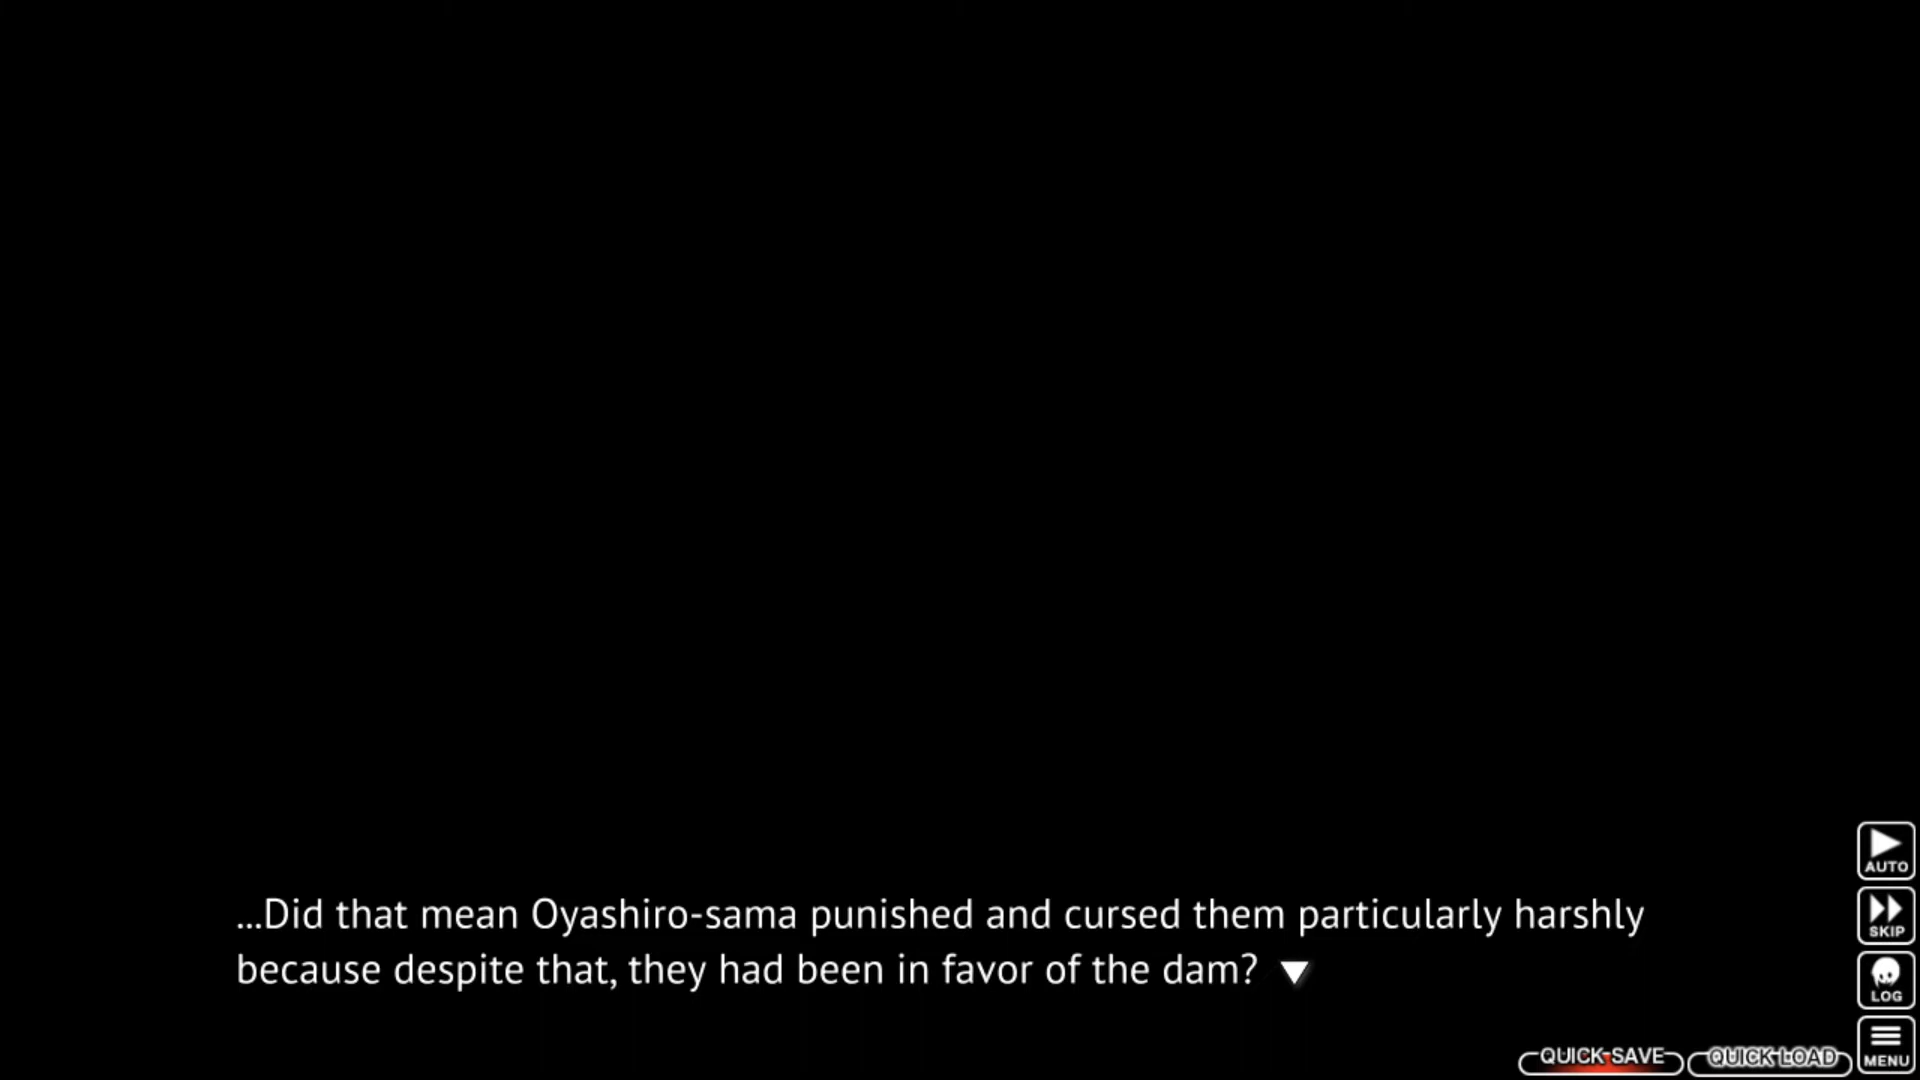 ...Did that mean Oyashiro-sama punished and cursed them particularly harshly
because despite that, they had been in favor of the dam?
AUTO
SKIP
LOG
MENU
QUICK SAVE
QUICK LOAD